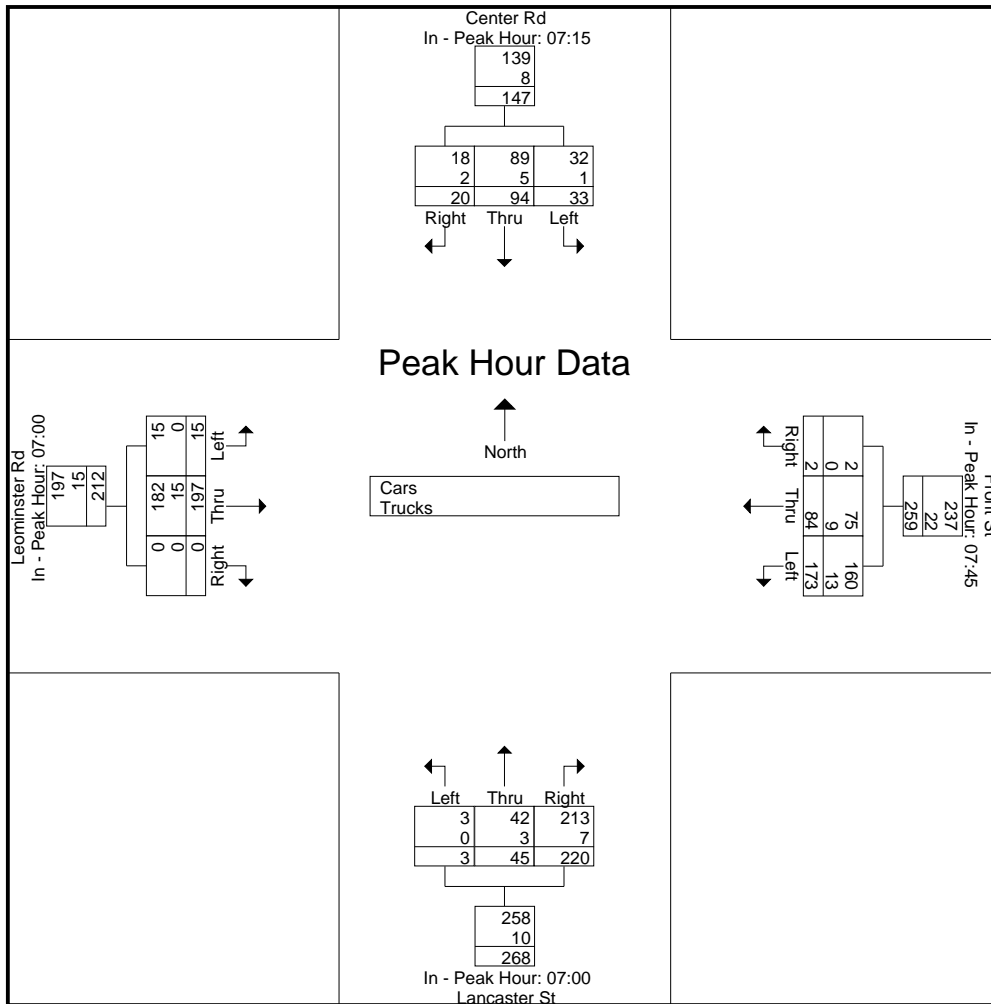 Center Rd
In - Peak Hour: 07:15
139
8
147
18 89 32
2 5 1
20 94 33
Right Thru Left
Peak Hour Data
North
Cars
Trucks
Leominster Rd
In - Peak Hour: 07:00
197
15
212
15 0 15
182 15 197
0 0 0
Left
Thru
Right
Front St
In - Peak Hour: 07:45
237
22
259
2 0 2
75 9 84
160 13 173
Right
Thru
Left
Left Thru Right
3 42 213
0 3 7
3 45 220
258
10
268
In - Peak Hour: 07:00
Lancaster St